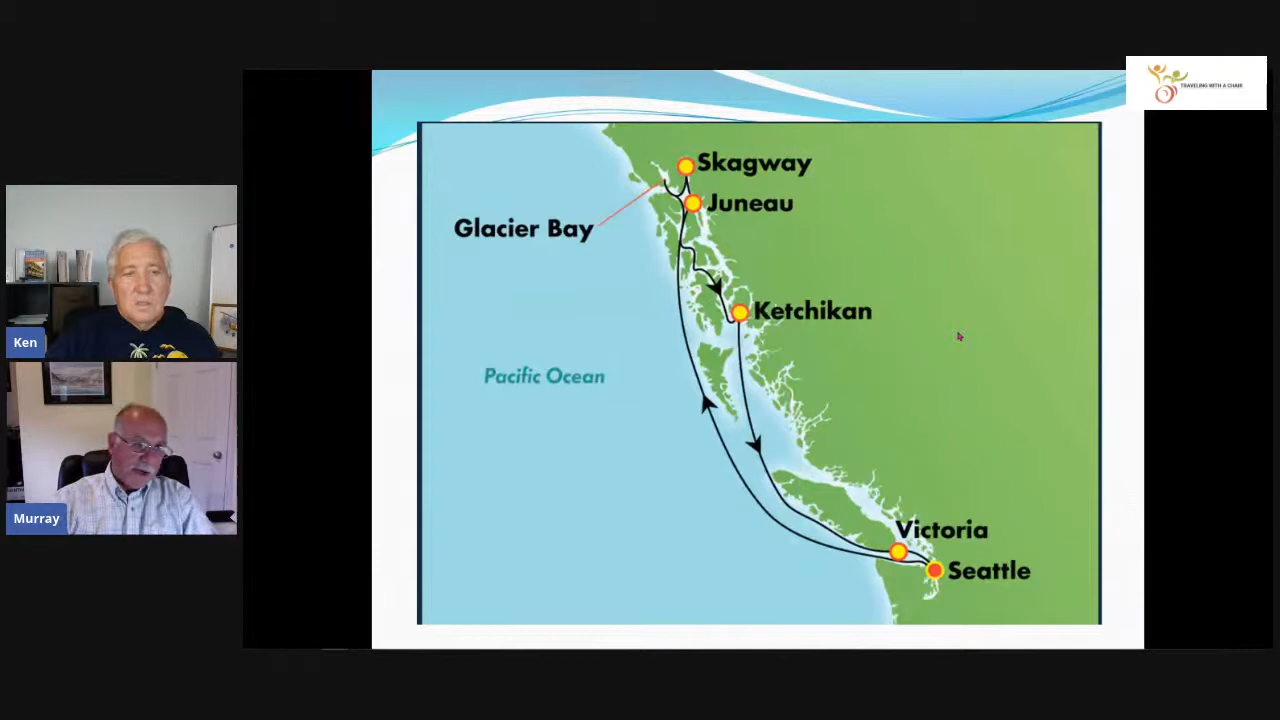 TRAVELING WITH A CHAIR
Skagway
Juneau
Glacier Bay
Ketchikan
Pacific Ocean
Victoria
Seattle
Ken
Murray